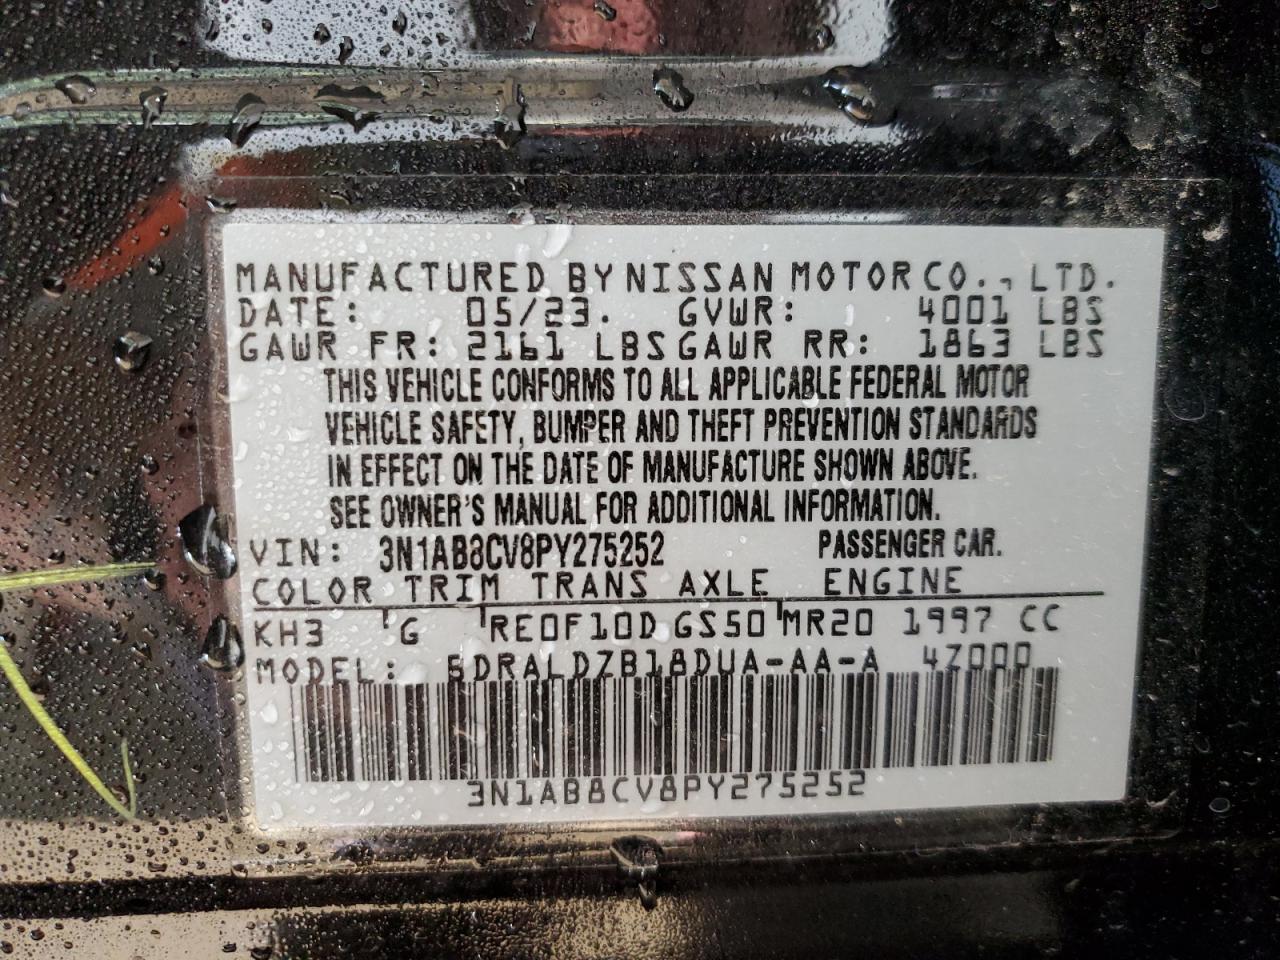 MANUFACTURED BY NISSAN MOTOR CO., LTD.
DATE: 05/23. GVWR: 4001 LBS
GAWR FR: 2161 LBS GAWR RR: 1863 LBS
THIS VEHICLE CONFORMS TO ALL APPLICABLE FEDERAL MOTOR
VEHICLE SAFETY, BUMPER AND THEFT PREVENTION STANDARDS
IN EFFECT ON THE DATE OF MANUFACTURE SHOWN ABOVE.
SEE OWNER'S MANUAL FOR ADDITIONAL INFORMATION.
VIN: 3N1AB8CV8PY275252 PASSENGER CAR.
COLOR TRIM TRANS AXLE ENGINE
KH3 G RE0F10D GS50 MR20 1997 CC
MODEL: BDRALDZB18DUA-AA-A 4Z000
3N1AB8CV8PY275252